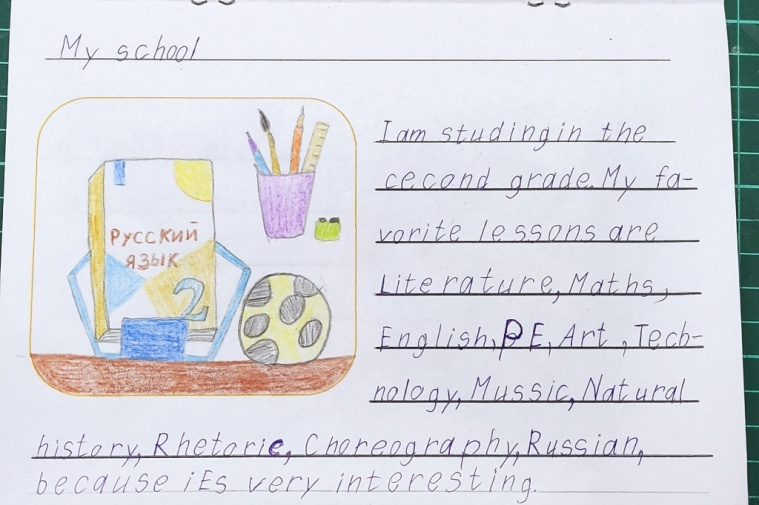 My school
I am studingin the
cecond grade. My fa-
vorite lessons are
Literature, Maths,
English, PE, Art, Tech-
nology, Mussic, Natural
history, Rhetoric, Choreography, Russian,
because iEs very interesting.
РУССКИЙ
ЯЗЫК
2